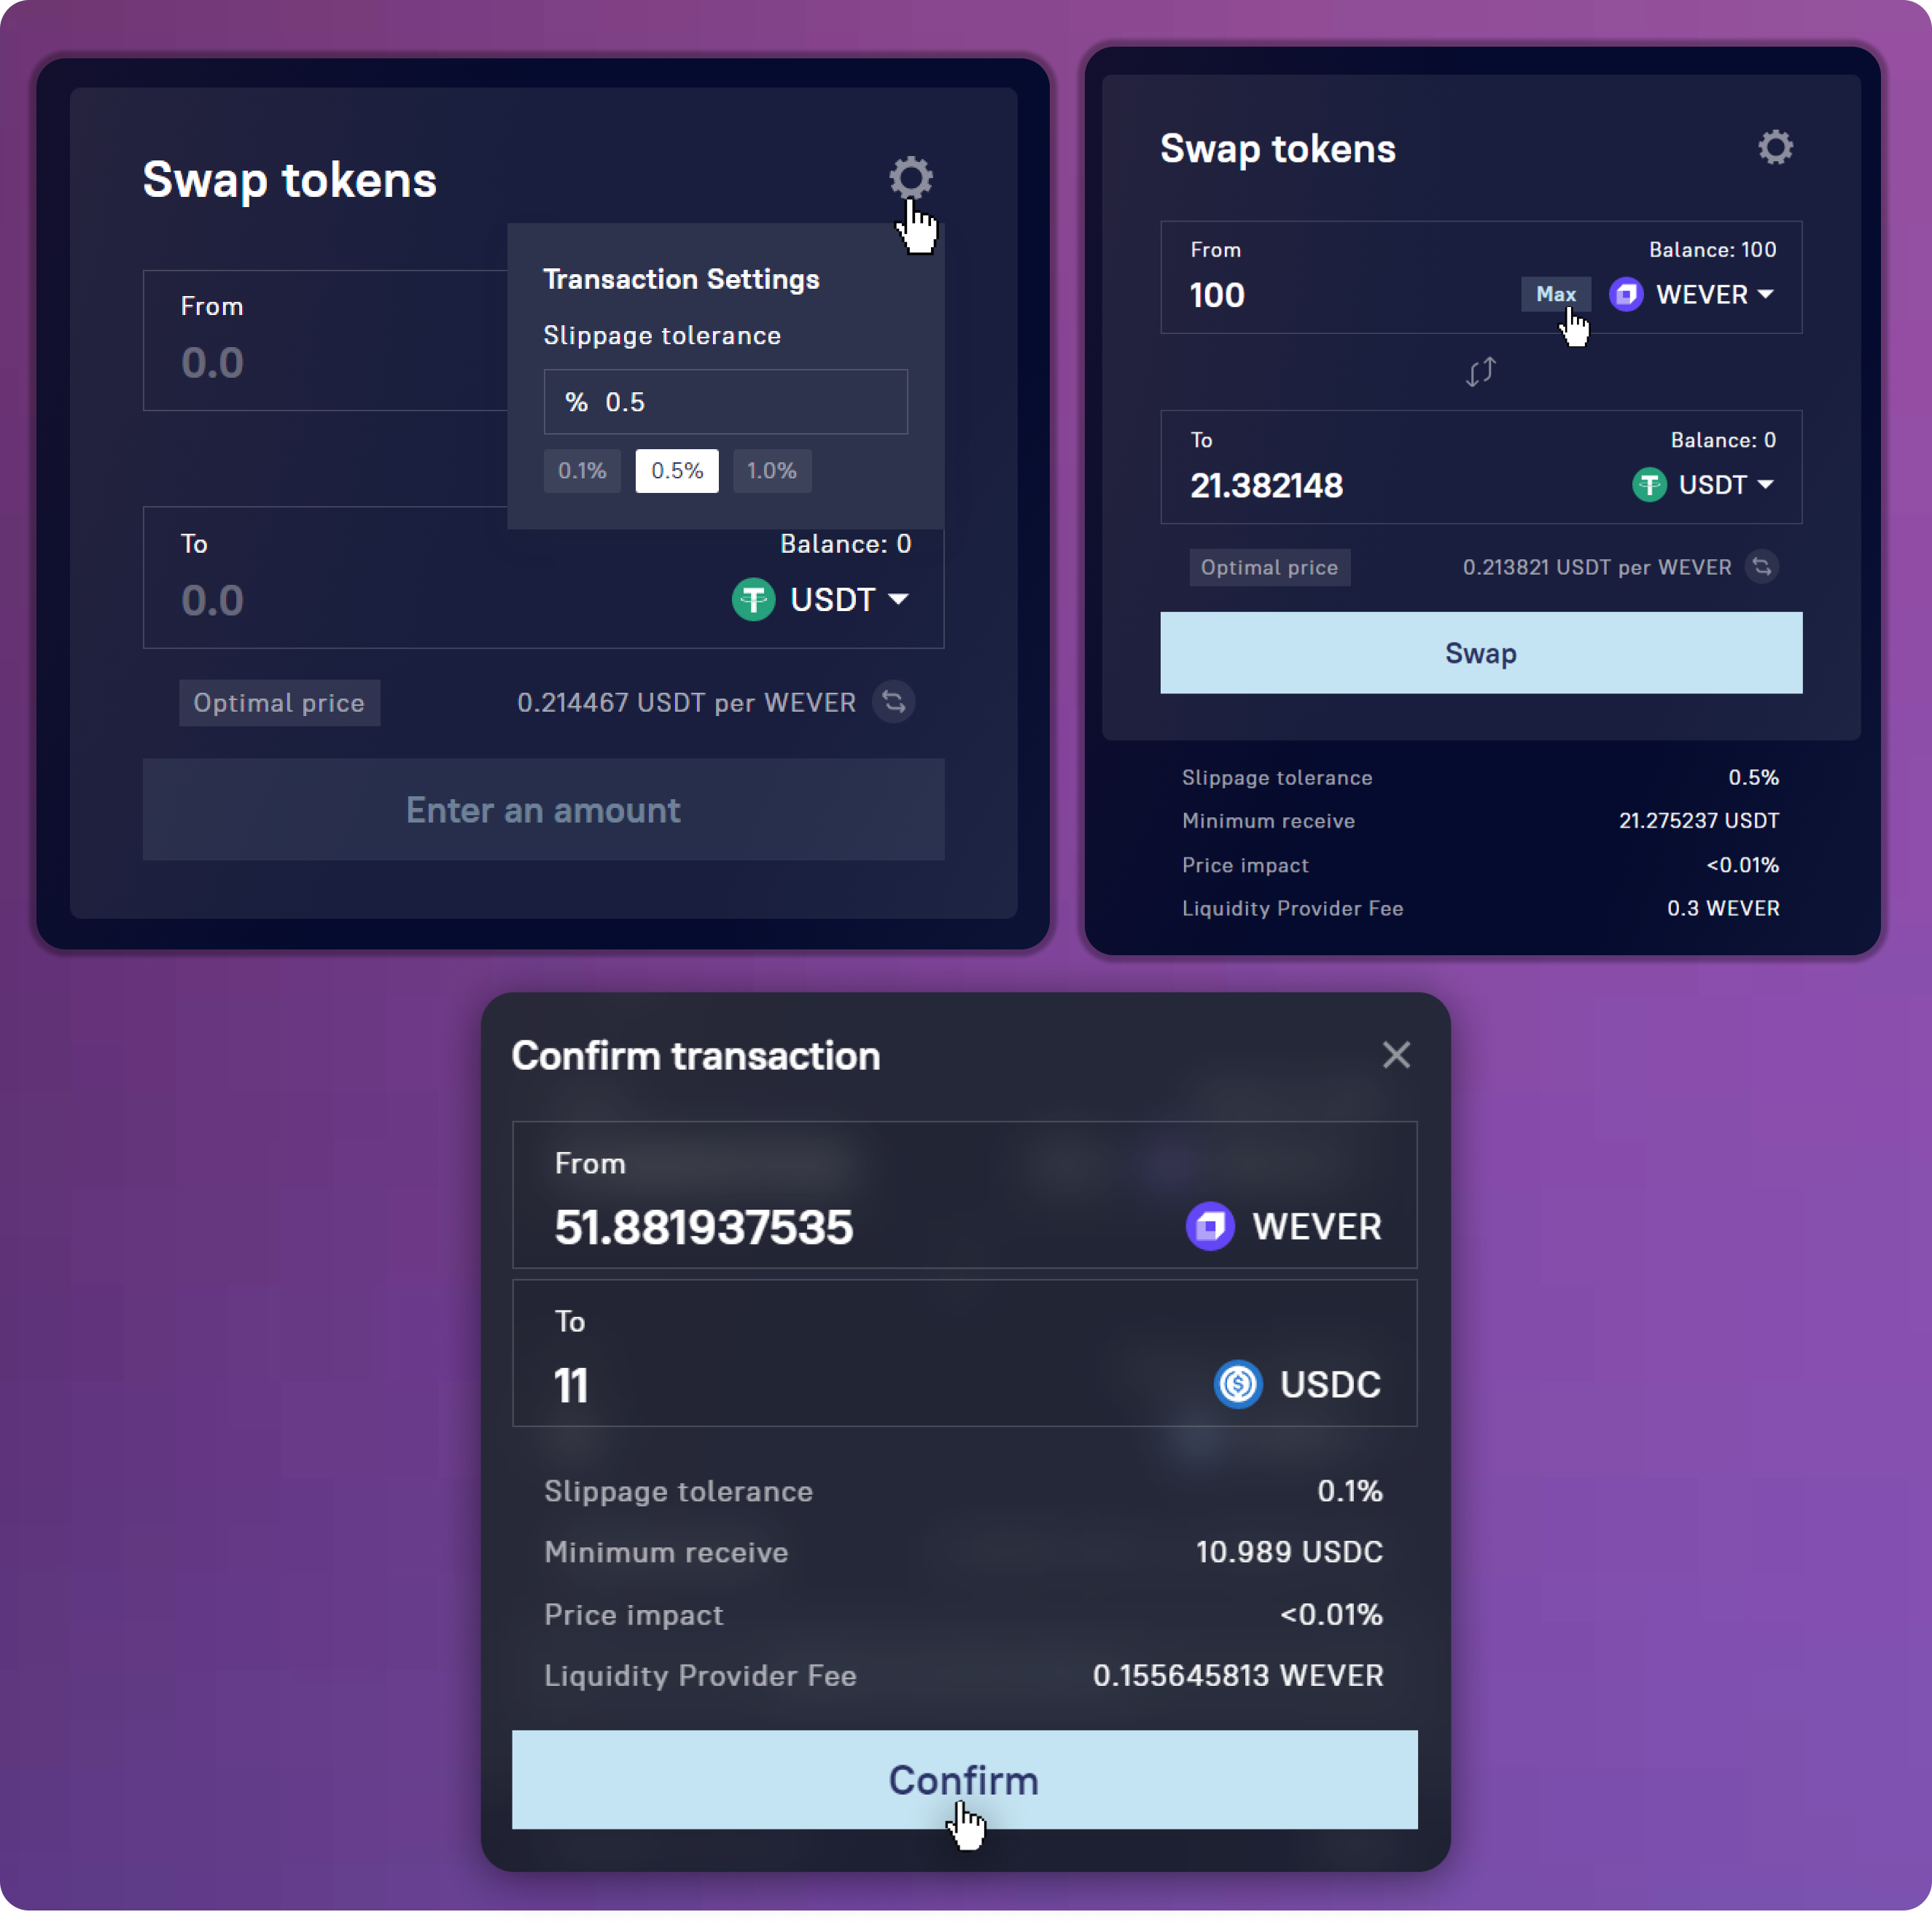 Swap tokens
Transaction Settings
From
Slippage tolerance
0.0
% 0.5
0.1% 0.5% 1.0%
To Balance: 0
0.0 USDT
Optimal price 0.214467 USDT per WEVER
Enter an amount
Swap tokens
From Balance: 100
100 Max WEVER
To Balance: 0
21.382148 USDT
Optimal price 0.213821 USDT per WEVER
Swap
Slippage tolerance 0.5%
Minimum receive 21.275237 USDT
Price impact <0.01%
Liquidity Provider Fee 0.3 WEVER
Confirm transaction
From
51.881937535 WEVER
To
11 USDC
Slippage tolerance 0.1%
Minimum receive 10.989 USDC
Price impact <0.01%
Liquidity Provider Fee 0.155645813 WEVER
Confirm